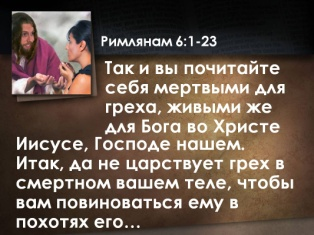 Римлянам 6:1-23
Так и вы почитайте
себя мертвыми для
греха, живыми же
для Бога во Христе
Иисусе, Господе нашем.
Итак, да не царствует грех в
смертном вашем теле, чтобы
вам повиноваться ему в
похотях его...